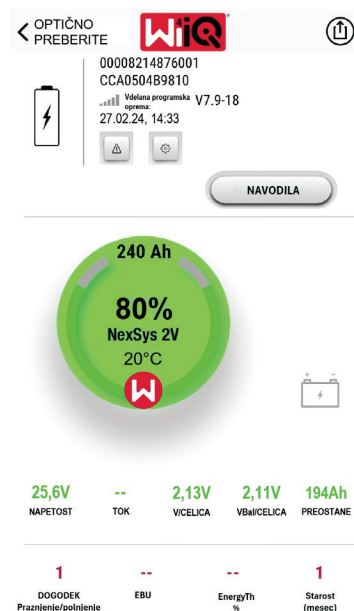 OPTIČNO
PREBERITE
WiiQ
00008214876001
CCA0504B9810
Vdelana programska
oprema: V7.9-18
27.02.24, 14:33
NAVODILA
240 Ah
80%
NexSys 2V
20°C
25,6V -- 2,13V 2,11V 194Ah
NAPETOST TOK V/CELICA VBal/CELICA PREOSTANE
1 -- -- 1
DOGODEK EBU EnergyTh Starost
Praznjenje/polnjenje % (mesec)